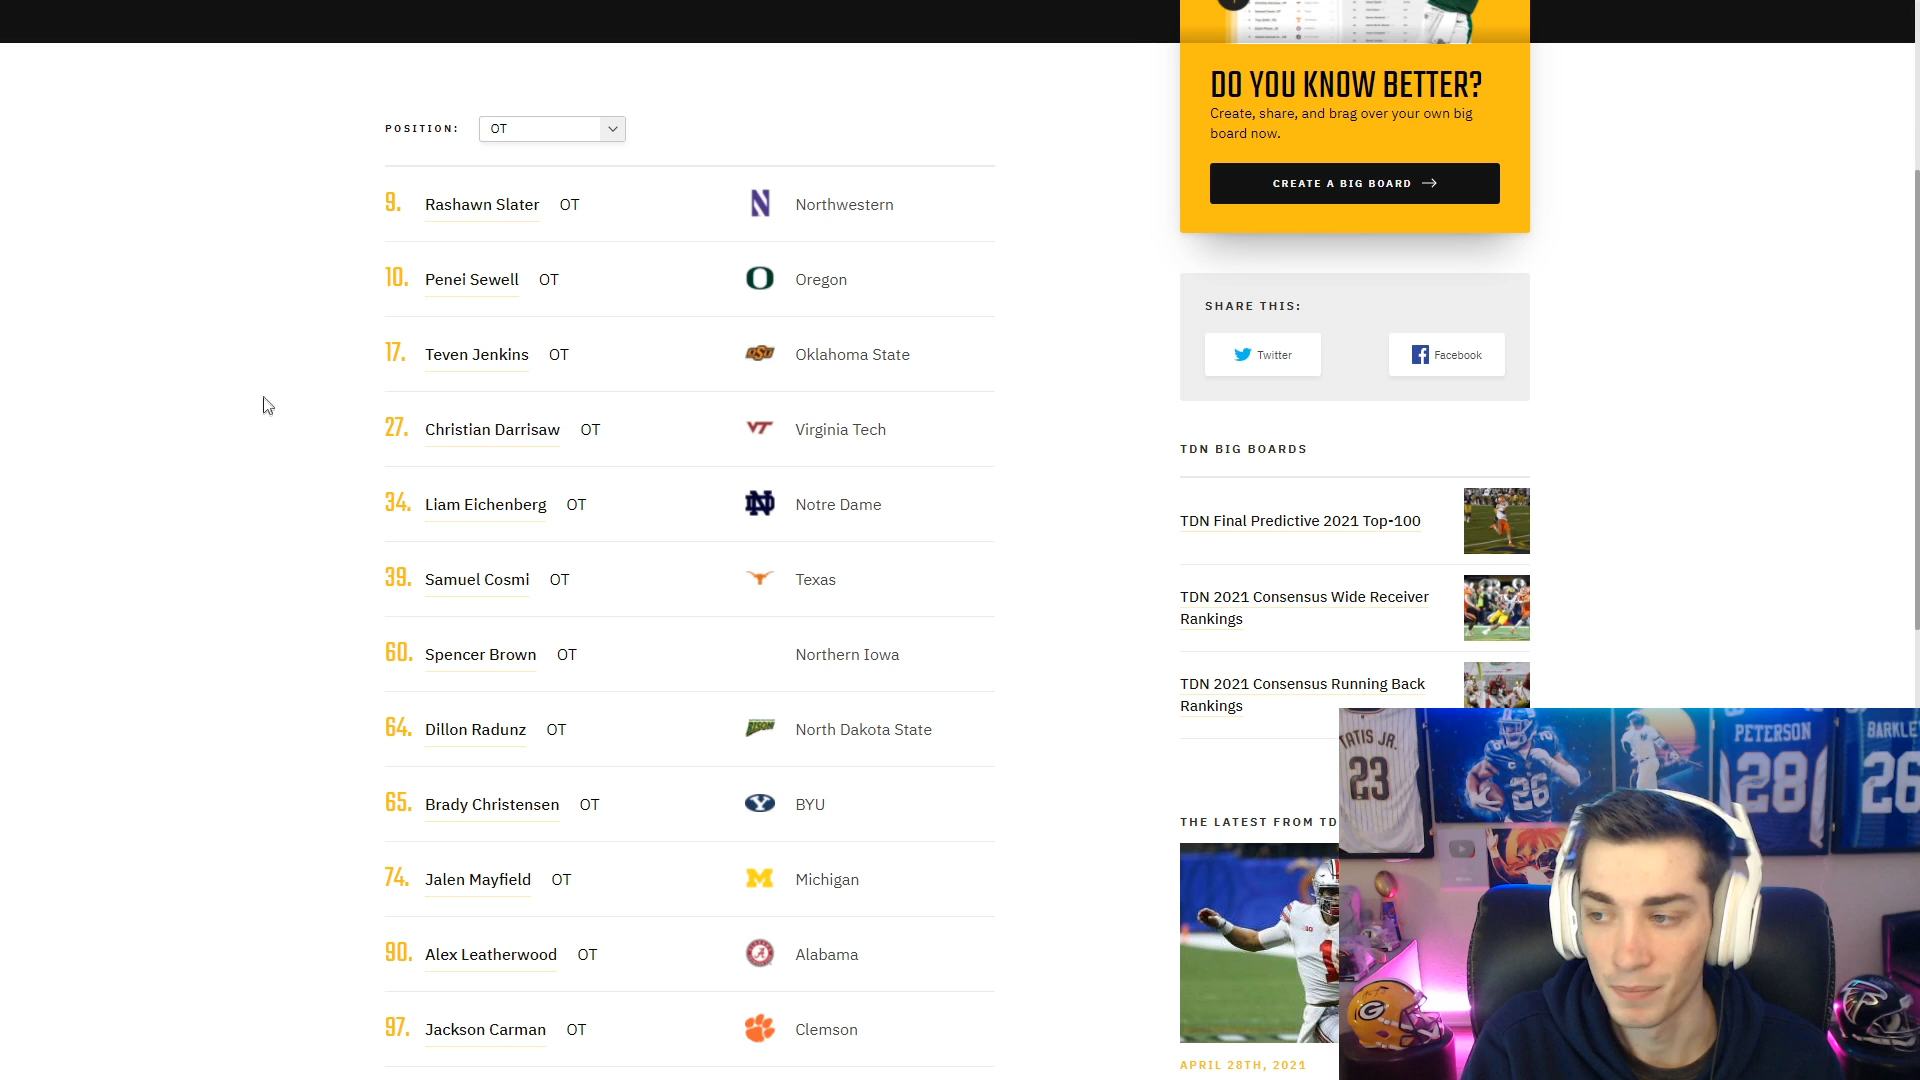 POSITION:
OT
9. Rashawn Slater OT Northwestern
10. Penei Sewell OT Oregon
17. Teven Jenkins OT Oklahoma State
27. Christian Darrisaw OT Virginia Tech
34. Liam Eichenberg OT Notre Dame
39. Samuel Cosmi OT Texas
60. Spencer Brown OT Northern Iowa
64. Dillon Radunz OT North Dakota State
65. Brady Christensen OT BYU
74. Jalen Mayfield OT Michigan
90. Alex Leatherwood OT Alabama
97. Jackson Carman OT Clemson
DO YOU KNOW BETTER?
Create, share, and brag over your own big
board now.
CREATE A BIG BOARD
SHARE THIS:
Twitter
Facebook
TDN BIG BOARDS
TDN Final Predictive 2021 Top-100
TDN 2021 Consensus Wide Receiver
Rankings
TDN 2021 Consensus Running Back
Rankings
THE LATEST FROM TD
APRIL 28TH, 2021
TATIS JR.
23
26
PETERSON
28
BARKLE
26